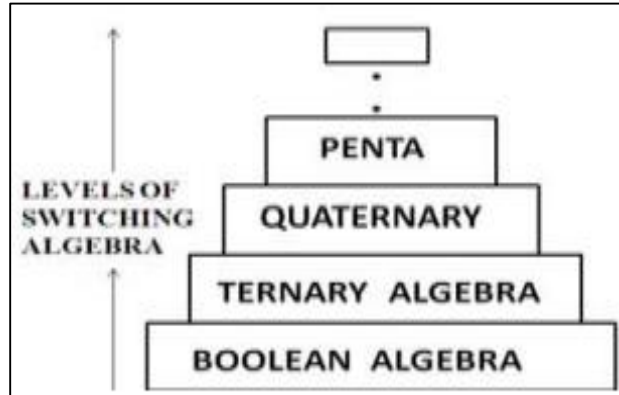 PENTA
LEVELS OF
SWITCHING
ALGEBRA
QUATERNARY
TERNARY ALGEBRA
BOOLEAN ALGEBRA